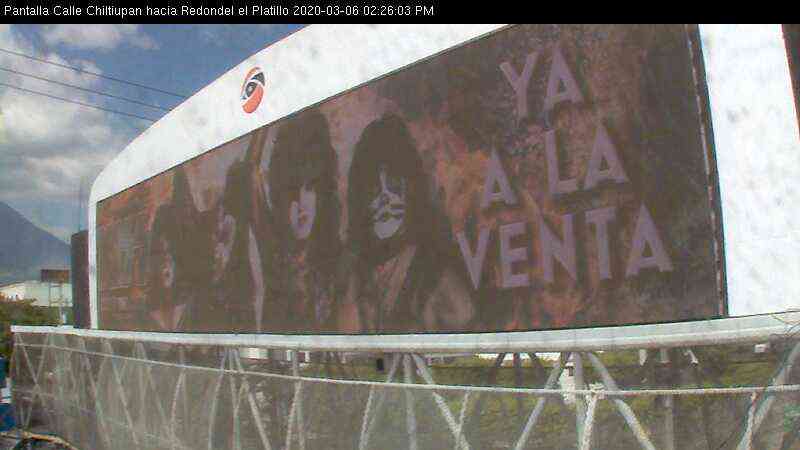 Pantalla Calle Chiltiupan hacia Redondel el Platillo 2020-03-06 02:26:03 PM
YA
A LA
VENTA